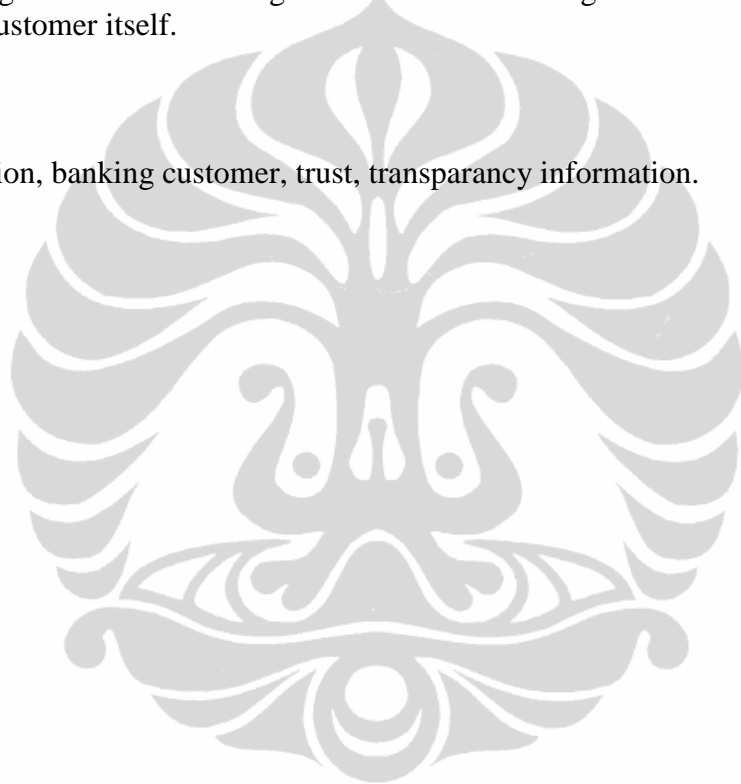 ustomer itself.
ion, banking customer, trust, transparancy information.